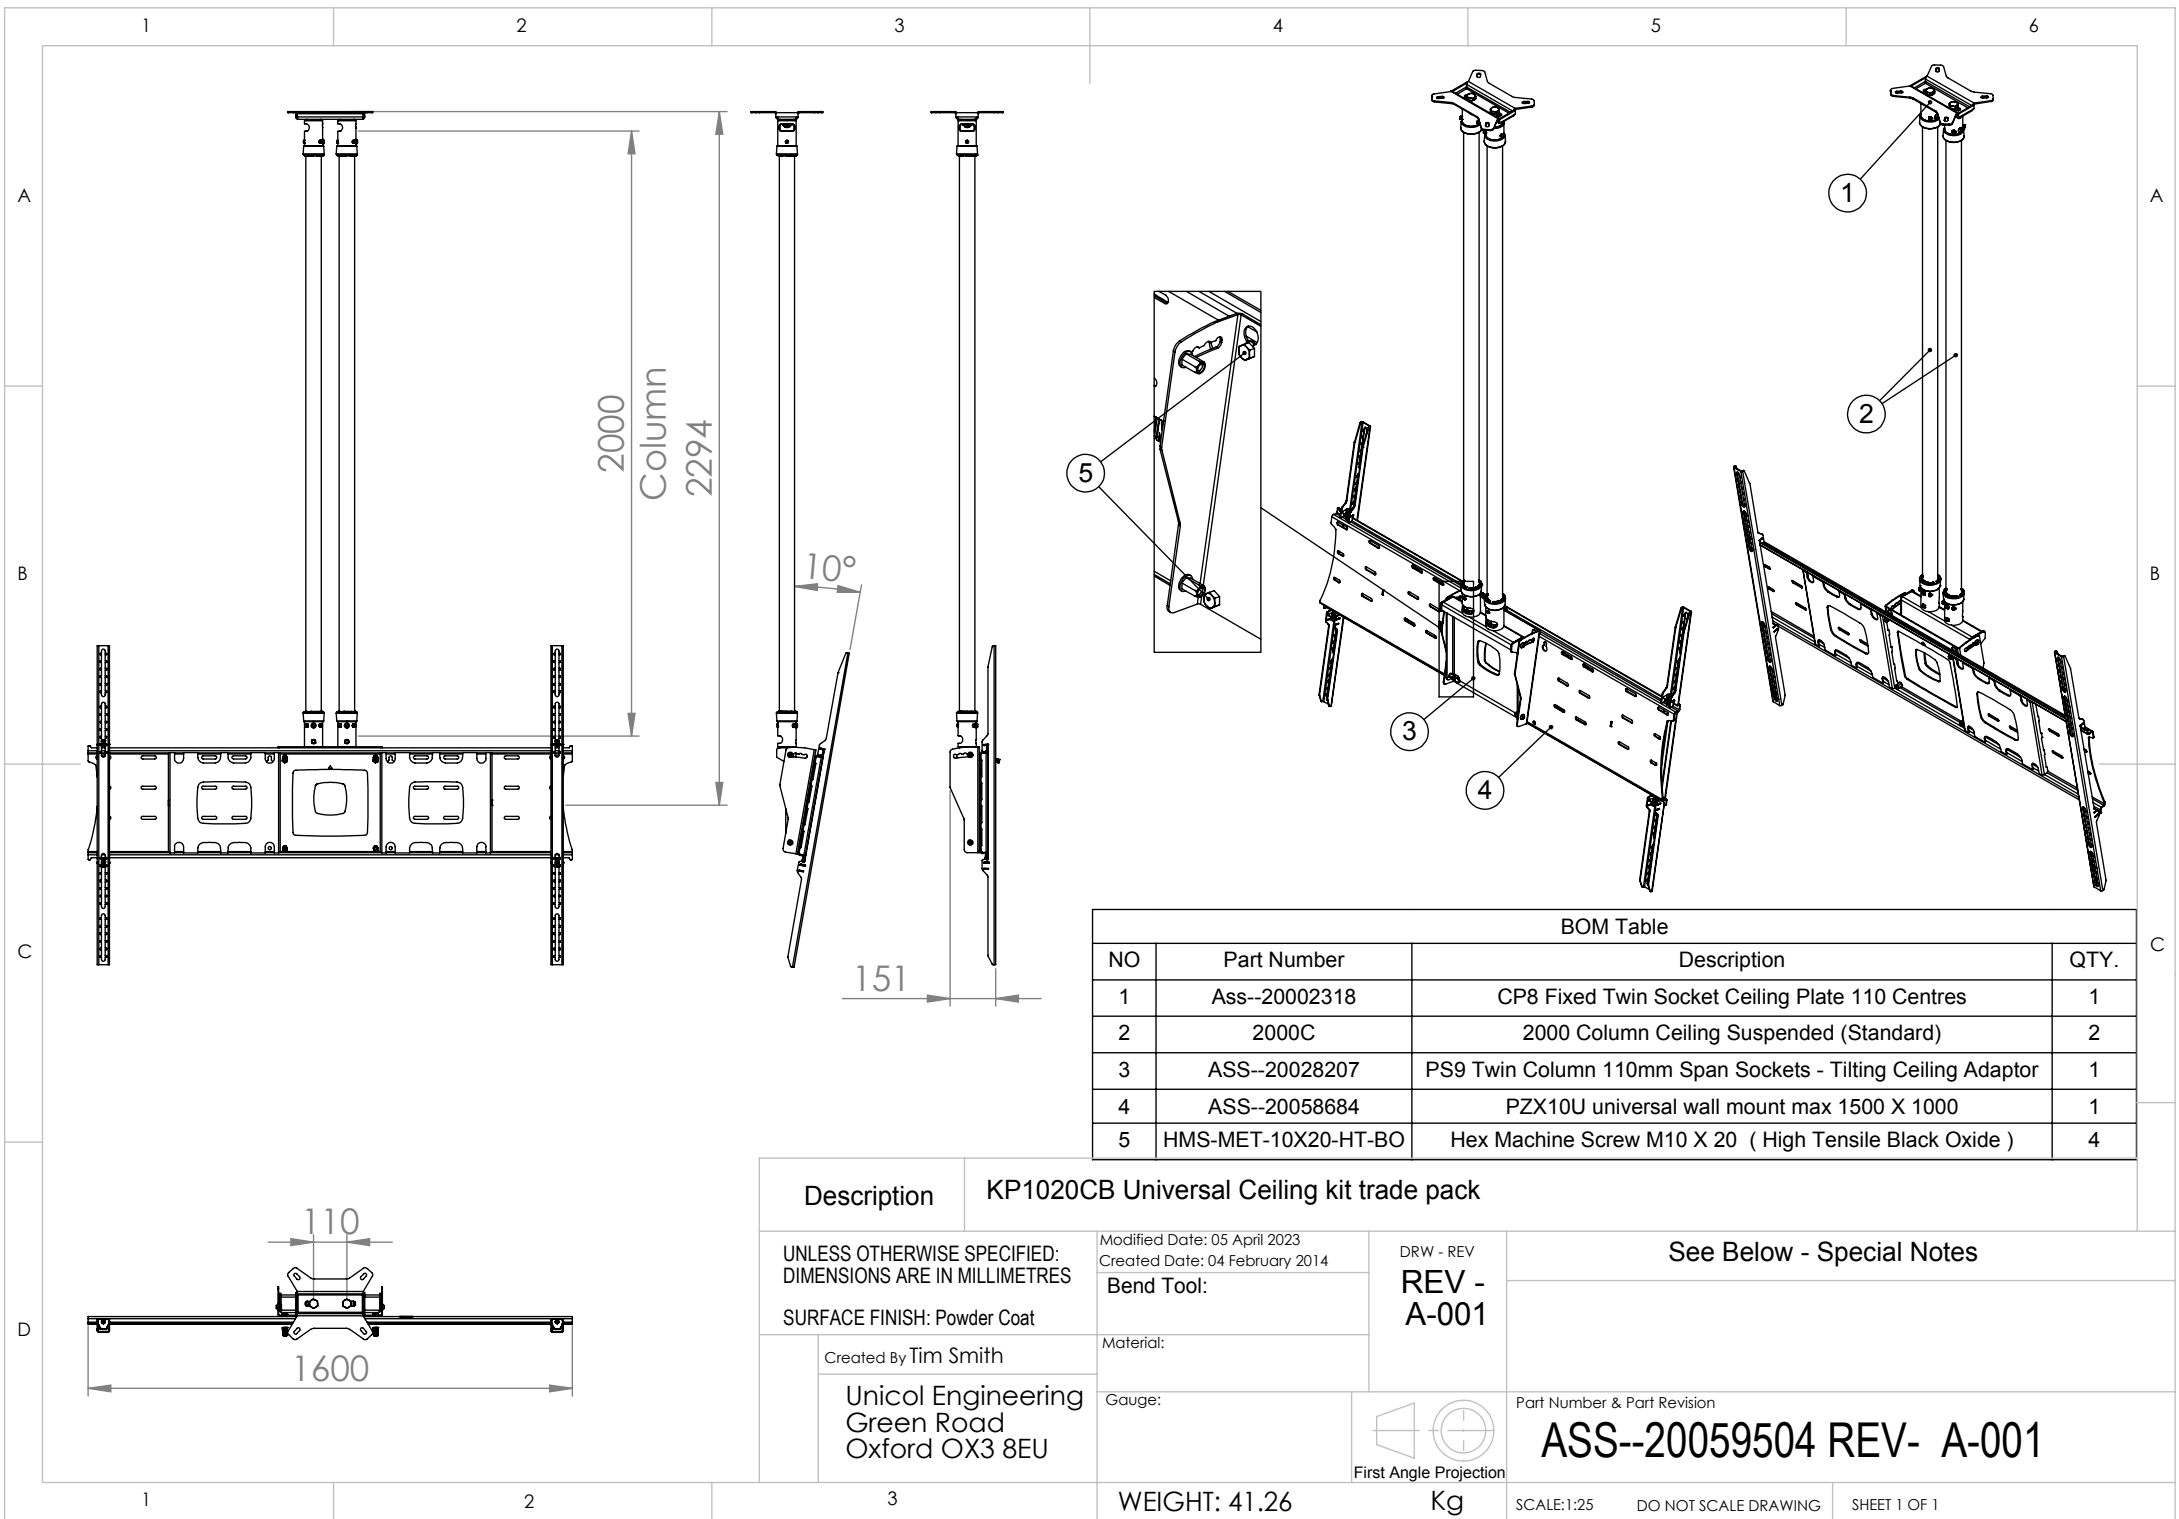 1 2 3 4 5 6
A A
B B
C C
D
2000
Column
2294
10°
151
110
1600
1
2
5
3
4
BOM Table
NO Part Number Description QTY.
1 Ass--20002318 CP8 Fixed Twin Socket Ceiling Plate 110 Centres 1
2 2000C 2000 Column Ceiling Suspended (Standard) 2
3 ASS--20028207 PS9 Twin Column 110mm Span Sockets - Tilting Ceiling Adaptor 1
4 ASS--20058684 PZX10U universal wall mount max 1500 X 1000 1
5 HMS-MET-10X20-HT-BO Hex Machine Screw M10 X 20 ( High Tensile Black Oxide ) 4
Description KP1020CB Universal Ceiling kit trade pack
UNLESS OTHERWISE SPECIFIED:
DIMENSIONS ARE IN MILLIMETRES
SURFACE FINISH: Powder Coat
Modified Date: 05 April 2023
Created Date: 04 February 2014
Bend Tool:
DRW - REV
REV -
A-001
See Below - Special Notes
Created By Tim Smith
Material:
Unicol Engineering
Green Road
Oxford OX3 8EU
Gauge:
First Angle Projection
Part Number & Part Revision
ASS--20059504 REV- A-001
WEIGHT: 41.26 Kg
SCALE:1:25 DO NOT SCALE DRAWING SHEET 1 OF 1
1 2 3